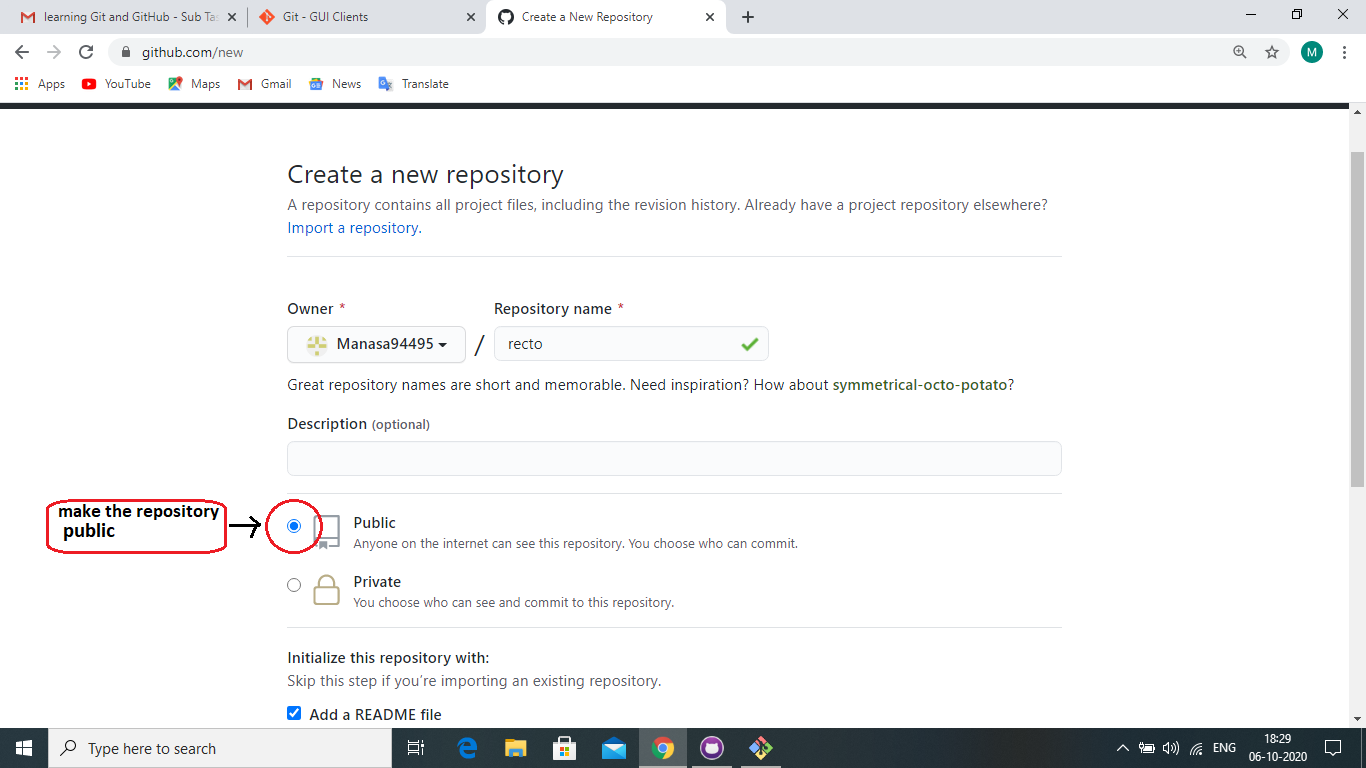 learning Git and GitHub - Sub Tas
Git - GUI Clients
Create a New Repository
github.com/new
M
Apps
YouTube
Maps
Gmail
News
Translate
Create a new repository
A repository contains all project files, including the revision history. Already have a project repository elsewhere?
Import a repository.
Owner *
Repository name *
Manasa94495
/
recto
Great repository names are short and memorable. Need inspiration? How about symmetrical-octo-potato?
Description (optional)
make the repository
public
Public
Anyone on the internet can see this repository. You choose who can commit.
Private
You choose who can see and commit to this repository.
Initialize this repository with:
Skip this step if you’re importing an existing repository.
Add a README file
Type here to search
ENG
18:29
06-10-2020